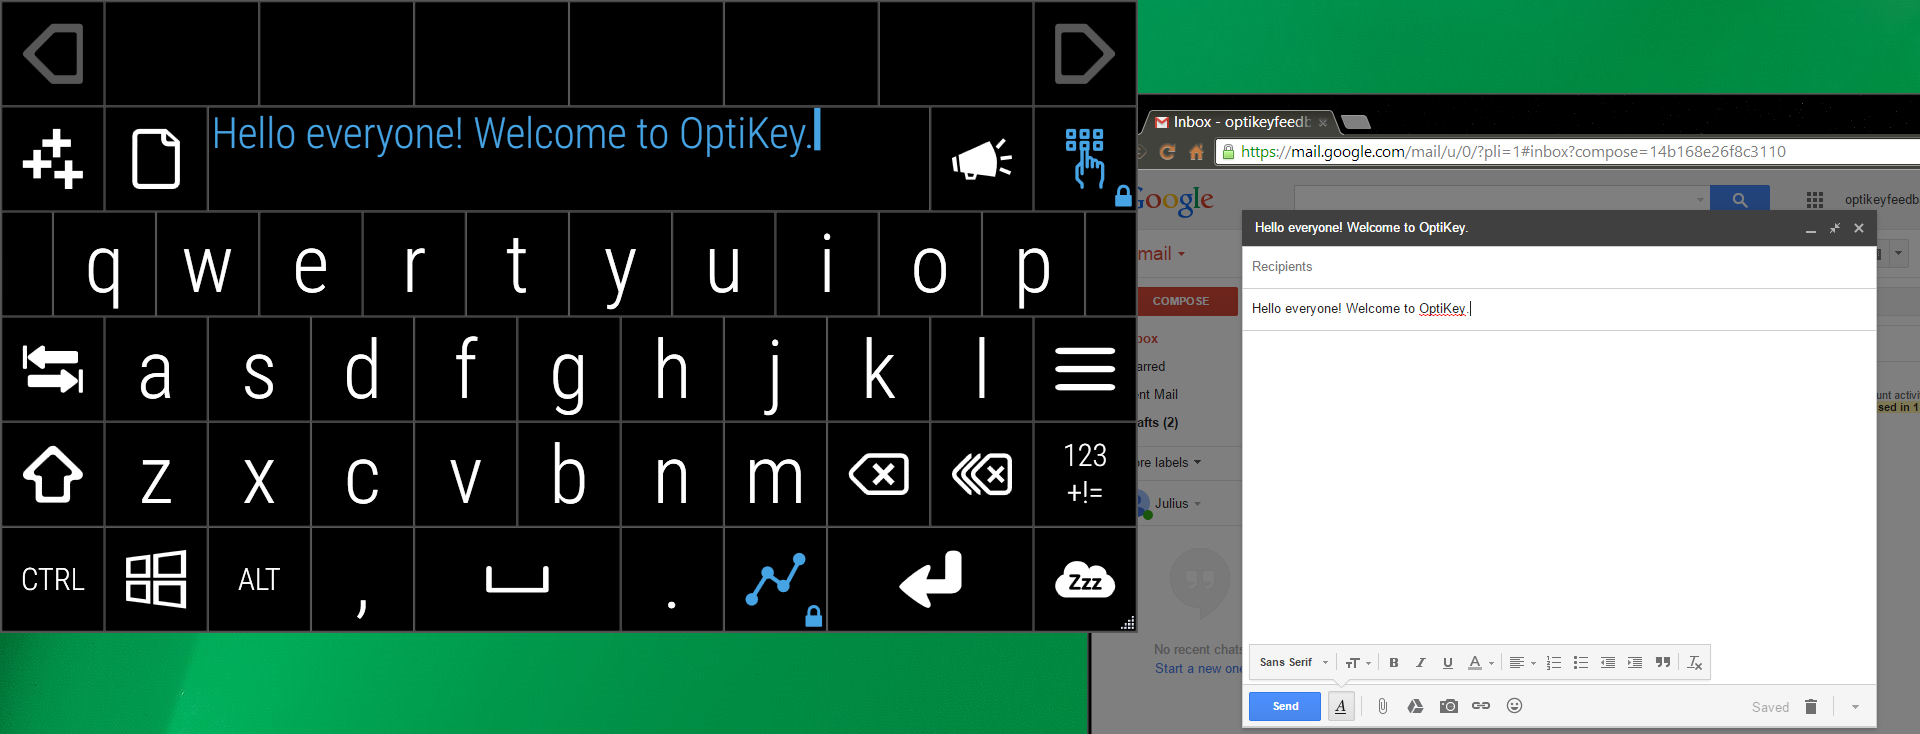 Hello everyone! Welcome to OptiKey.
q w e r t y u i o p
a s d f g h j k l
z x c v b n m
123
+!=
CTRL
ALT
,
.
Zzz
Inbox - optikeyfeedb
https://mail.google.com/mail/u/0/?pli=1#inbox?compose=14b168e26f8c3110
Google
optikeyfeedb
mail
COMPOSE
box
arred
nt Mail
afts (2)
ore labels
Julius
No recent chats
Start a new one
unt activi
sed in 1
Hello everyone! Welcome to OptiKey.
Recipients
Hello everyone! Welcome to OptiKey.
Sans Serif
B I U A
Send
A
Saved